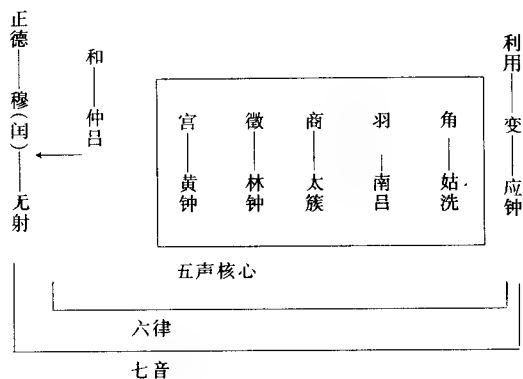 正德——穆(闰)——无射
和——仲吕
宫——黄钟
徵——林钟
商——太簇
羽——南吕
角——姑洗
利用——变——应钟
五声核心
六律
七音